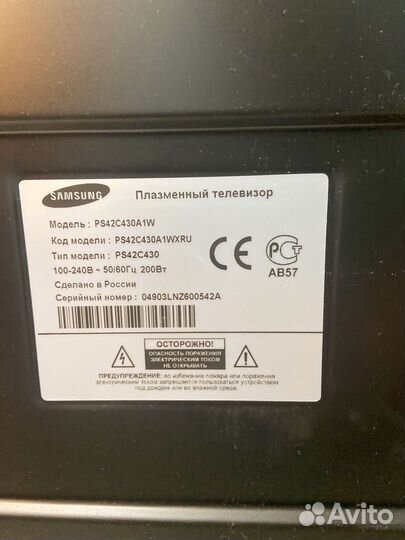 SAMSUNG
Плазменный телевизор
Модель : PS42C430A1W
Код модели : PS42C430A1WXRU
Тип модели : PS42C430
100-240В ~ 50/60Гц 200Вт
Сделано в России
Серийный номер : 04903LNZ600542A
CE
РСТ
АВ57
ОСТОРОЖНО!
ОПАСНОСТЬ ПОРАЖЕНИЯ
ЭЛЕКТРИЧЕСКИМ ТОКОМ
НЕ ОТКРЫВАТЬ
ПРЕДУПРЕЖДЕНИЕ: во избежание пожара или поражения
электрическим током запрещается пользоваться устройством
под дождем или во влажной среде.
Avito